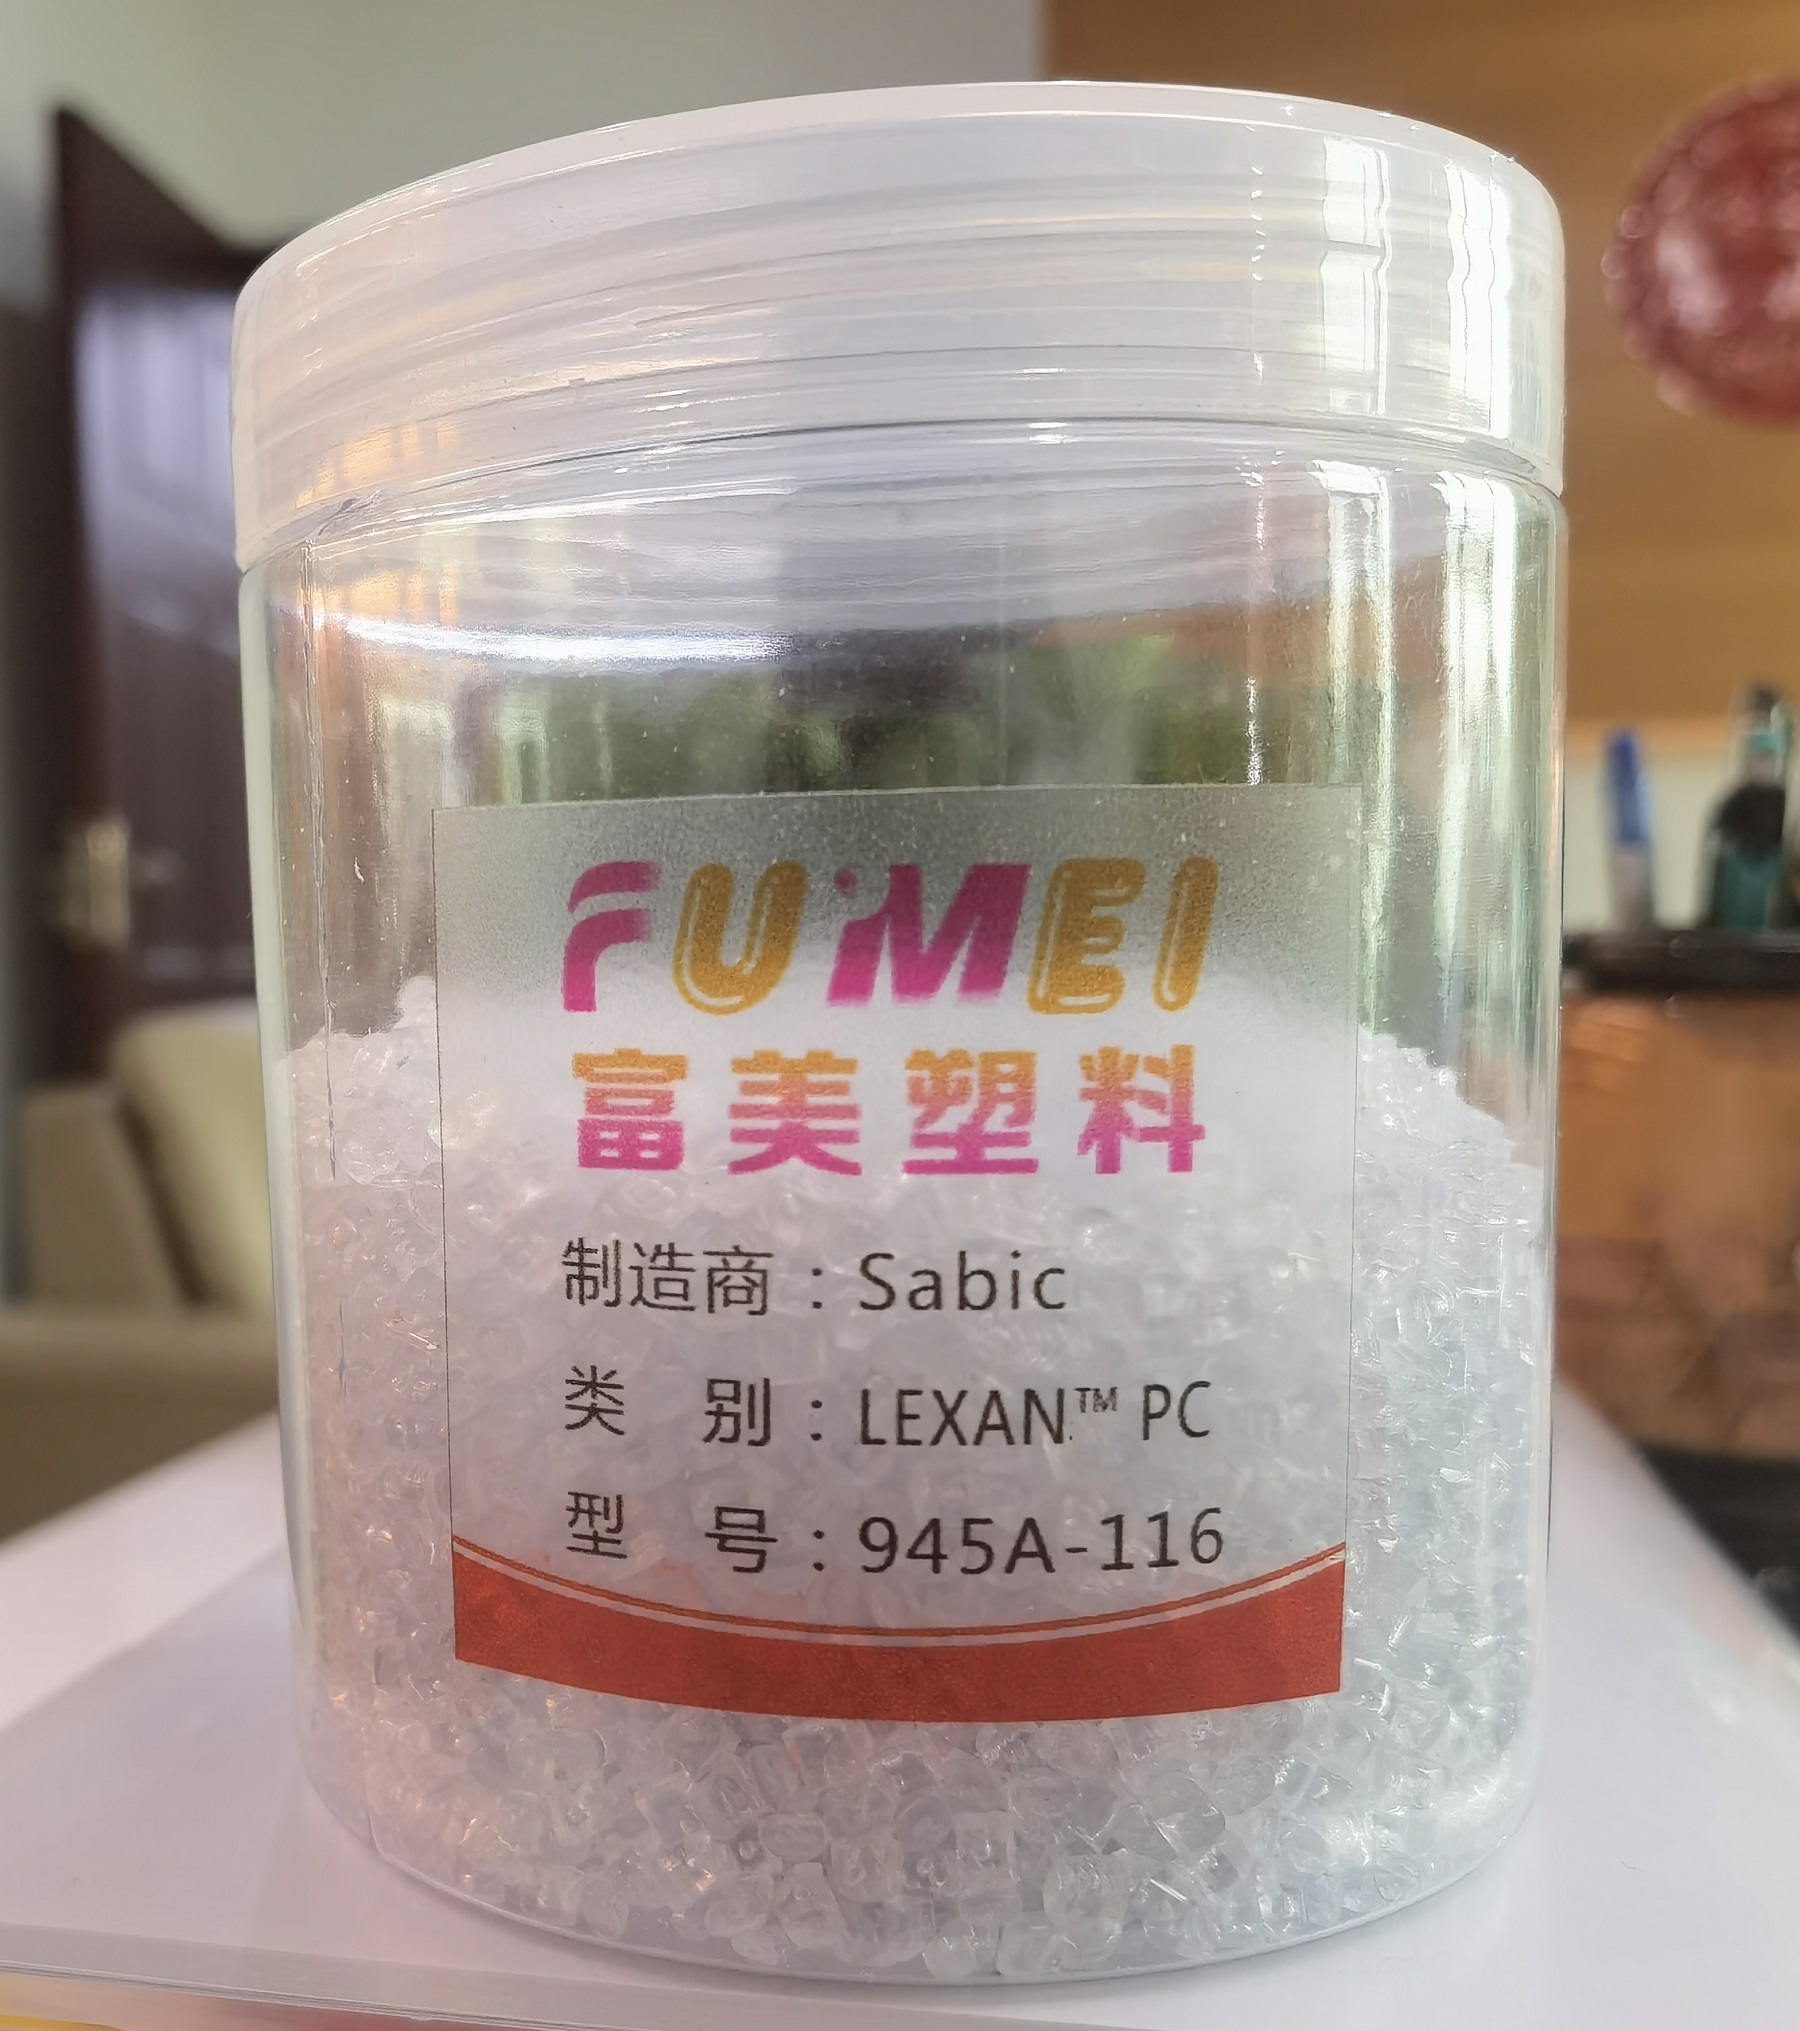 FUMEI
富美塑料
制造商：Sabic
类 别：LEXAN™ PC
型 号：945A-116